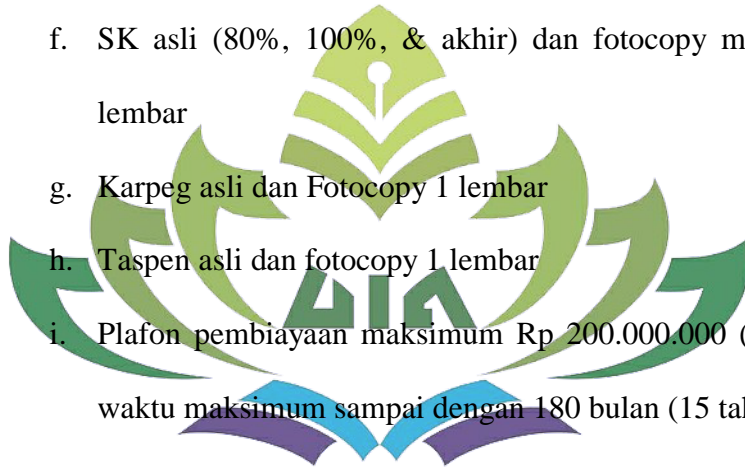 f. SK asli (80%, 100%, & akhir) dan fotocopy
lembar
g. Karpeg asli dan Fotocopy 1 lembar
h. Taspen asli dan fotocopy 1 lembar
UIA
i. Plafon pembiayaan maksimum Rp 200.000.000
waktu maksimum sampai dengan 180 bulan (15